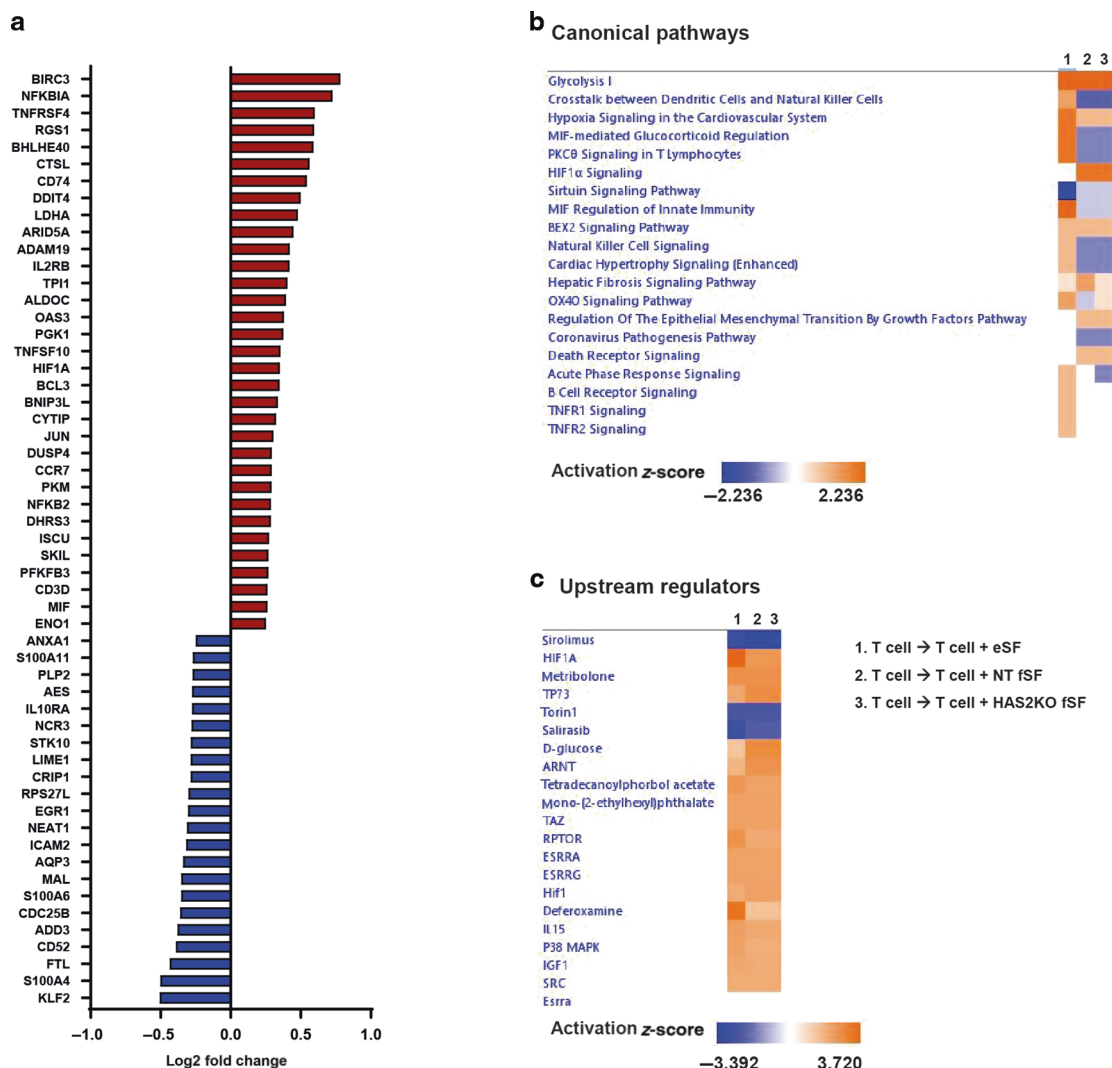 a
BIRC3
NFKBIA
TNFRSF4
RGS1
BHLHE40
CTSL
CD74
DDIT4
LDHA
ARID5A
ADAM19
IL2RB
TPI1
ALDOC
OAS3
PGK1
TNFSF10
HIF1A
BCL3
BNIP3L
CYTIP
JUN
DUSP4
CCR7
PKM
NFKB2
DHRS3
ISCU
SKIL
PFKFB3
CD3D
MIF
ENO1
ANXA1
S100A11
PLP2
AES
IL10RA
NCR3
STK10
LIME1
CRIP1
RPS27L
EGR1
NEAT1
ICAM2
AQP3
MAL
S100A6
CDC25B
ADD3
CD52
FTL
S100A4
KLF2
–1.0 –0.5 0.0 0.5 1.0
Log2 fold change
b Canonical pathways
1 2 3
Glycolysis I
Crosstalk between Dendritic Cells and Natural Killer Cells
Hypoxia Signaling in the Cardiovascular System
MIF-mediated Glucocorticoid Regulation
PKCθ Signaling in T Lymphocytes
HIF1α Signaling
Sirtuin Signaling Pathway
MIF Regulation of Innate Immunity
BEX2 Signaling Pathway
Natural Killer Cell Signaling
Cardiac Hypertrophy Signaling (Enhanced)
Hepatic Fibrosis Signaling Pathway
OX40 Signaling Pathway
Regulation Of The Epithelial Mesenchymal Transition By Growth Factors Pathway
Coronavirus Pathogenesis Pathway
Death Receptor Signaling
Acute Phase Response Signaling
B Cell Receptor Signaling
TNFR1 Signaling
TNFR2 Signaling
Activation z-score
–2.236 2.236
c Upstream regulators
1 2 3
Sirolimus
HIF1A
Metribolone
TP73
Torin1
Salirasib
D-glucose
ARNT
Tetradecanoylphorbol acetate
Mono-(2-ethylhexyl)phthalate
TAZ
RPTOR
ESRRA
ESRRG
Hif1
Deferoxamine
IL15
P38 MAPK
IGF1
SRC
Esrra
Activation z-score
–3.392 3.720
1. T cell → T cell + eSF
2. T cell → T cell + NT fSF
3. T cell → T cell + HAS2KO fSF